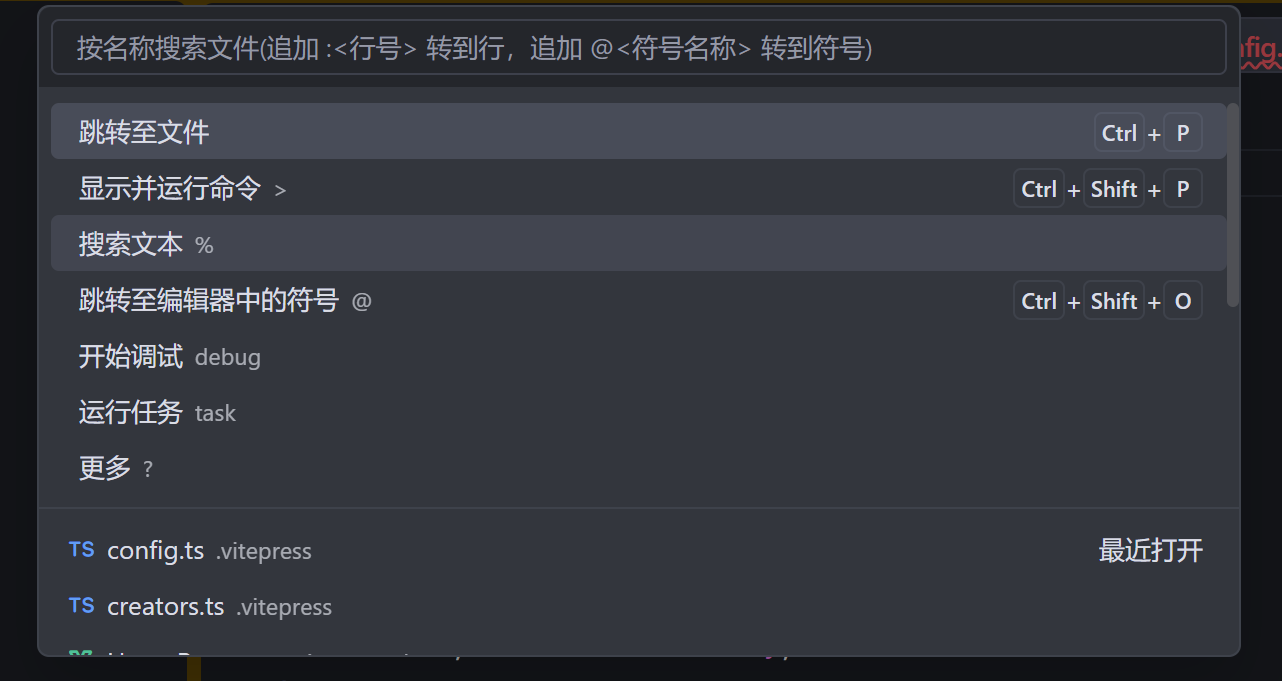 按名称搜索文件(追加 :<行号> 转到行，追加 @<符号名称> 转到符号)
nfig.
跳转至文件 Ctrl + P
显示并运行命令 > Ctrl + Shift + P
搜索文本 %
跳转至编辑器中的符号 @ Ctrl + Shift + O
开始调试 debug
运行任务 task
更多 ?
TS config.ts .vitepress 最近打开
TS creators.ts .vitepress